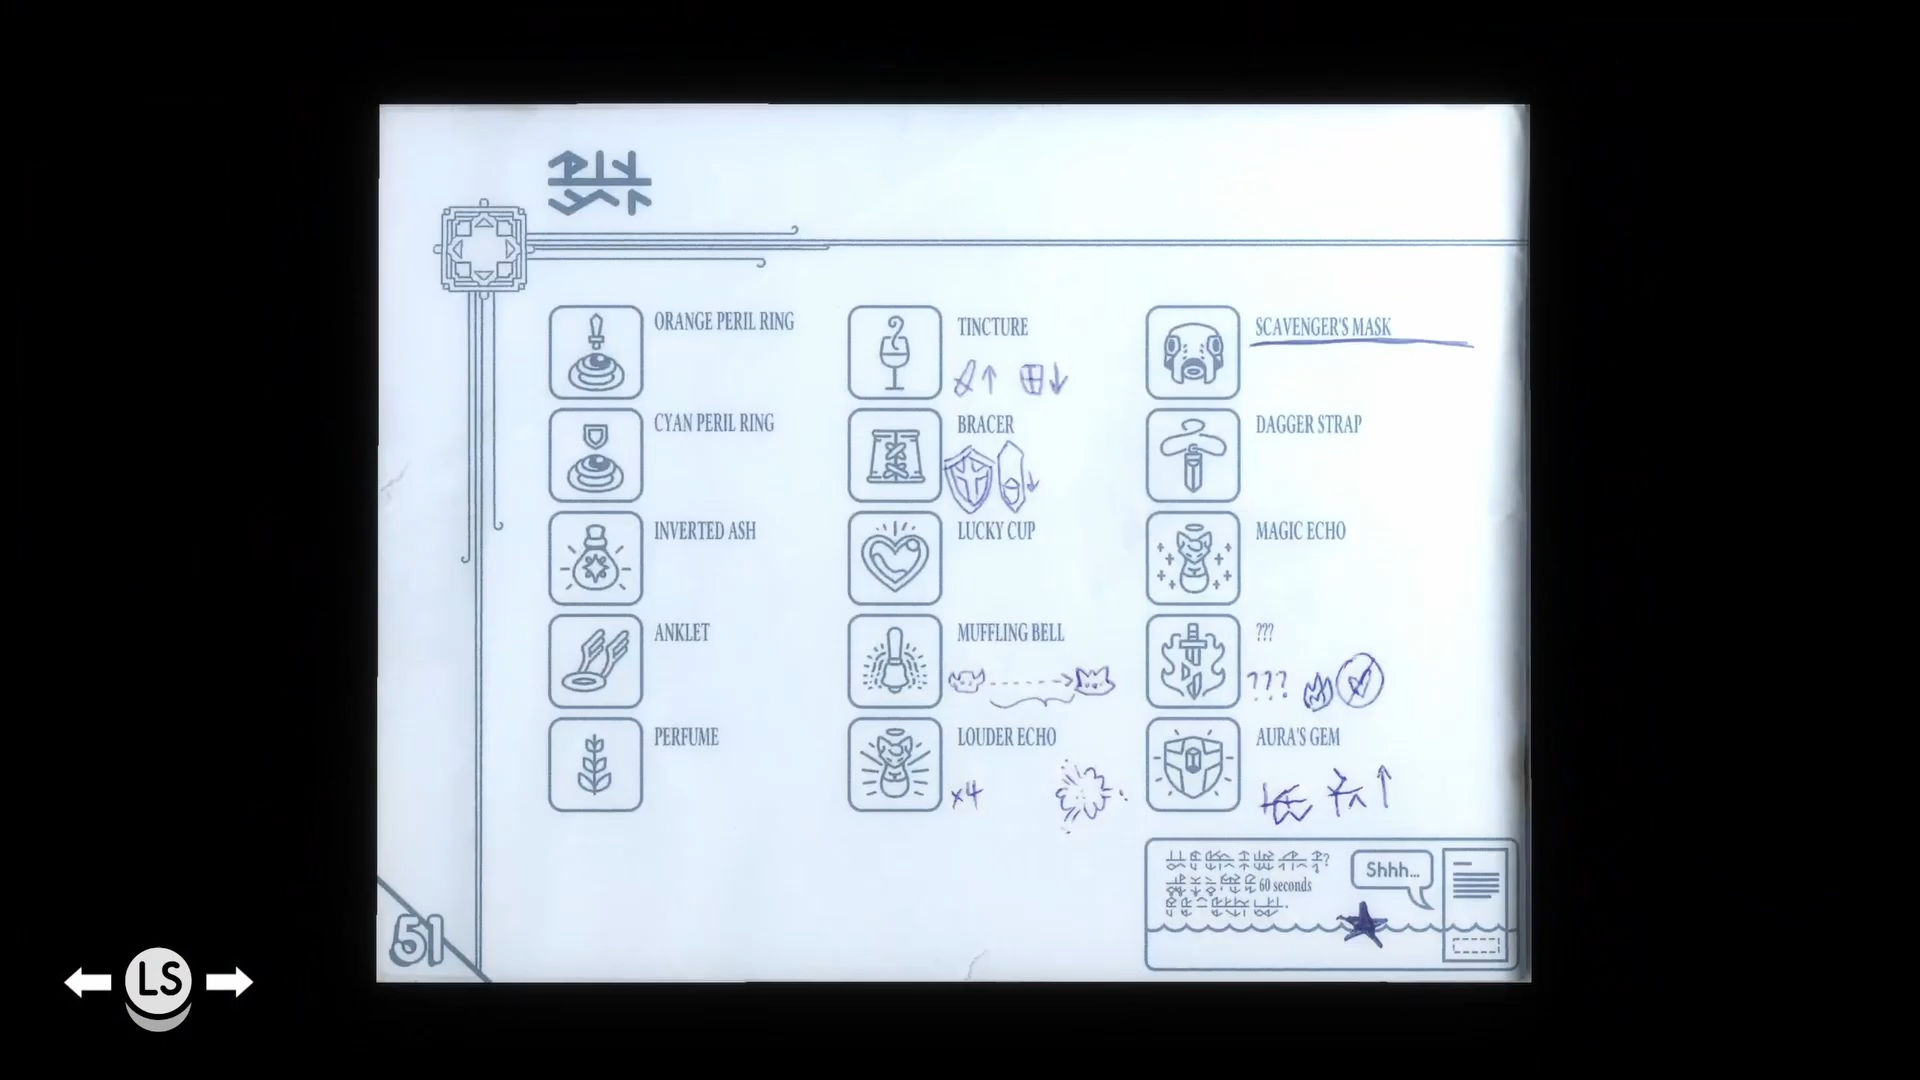 ORANGE PERIL RING
CYAN PERIL RING
INVERTED ASH
ANKLET
PERFUME
TINCTURE
BRACER
LUCKY CUP
MUFFLING BELL
LOUDER ECHO
x4
SCAVENGER'S MASK
DAGGER STRAP
MAGIC ECHO
???
???
AURA'S GEM
60 seconds
Shhh...
51
LS